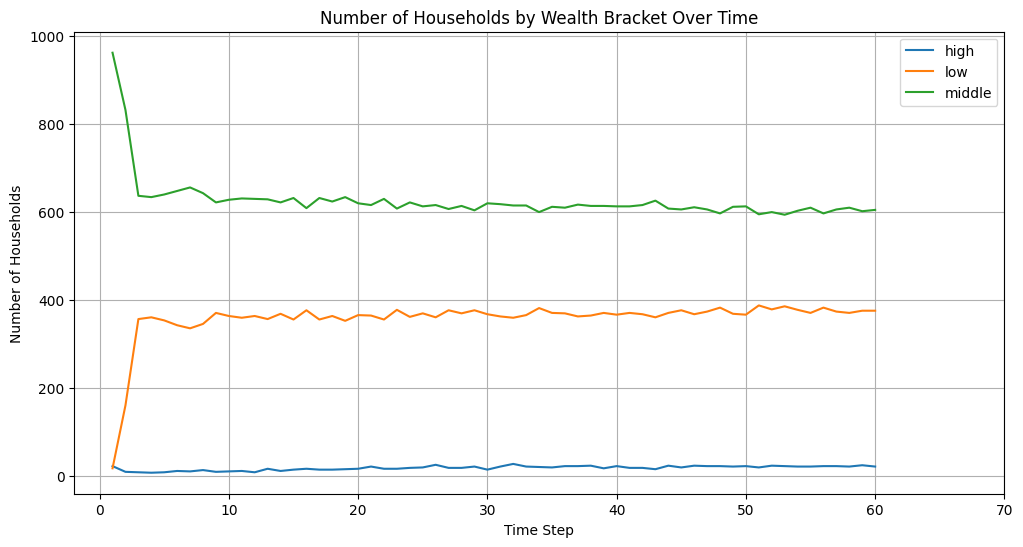 Number of Households by Wealth Bracket Over Time
high
low
middle
1000
800
600
400
200
0
Number of Households
0 10 20 30 40 50 60 70
Time Step